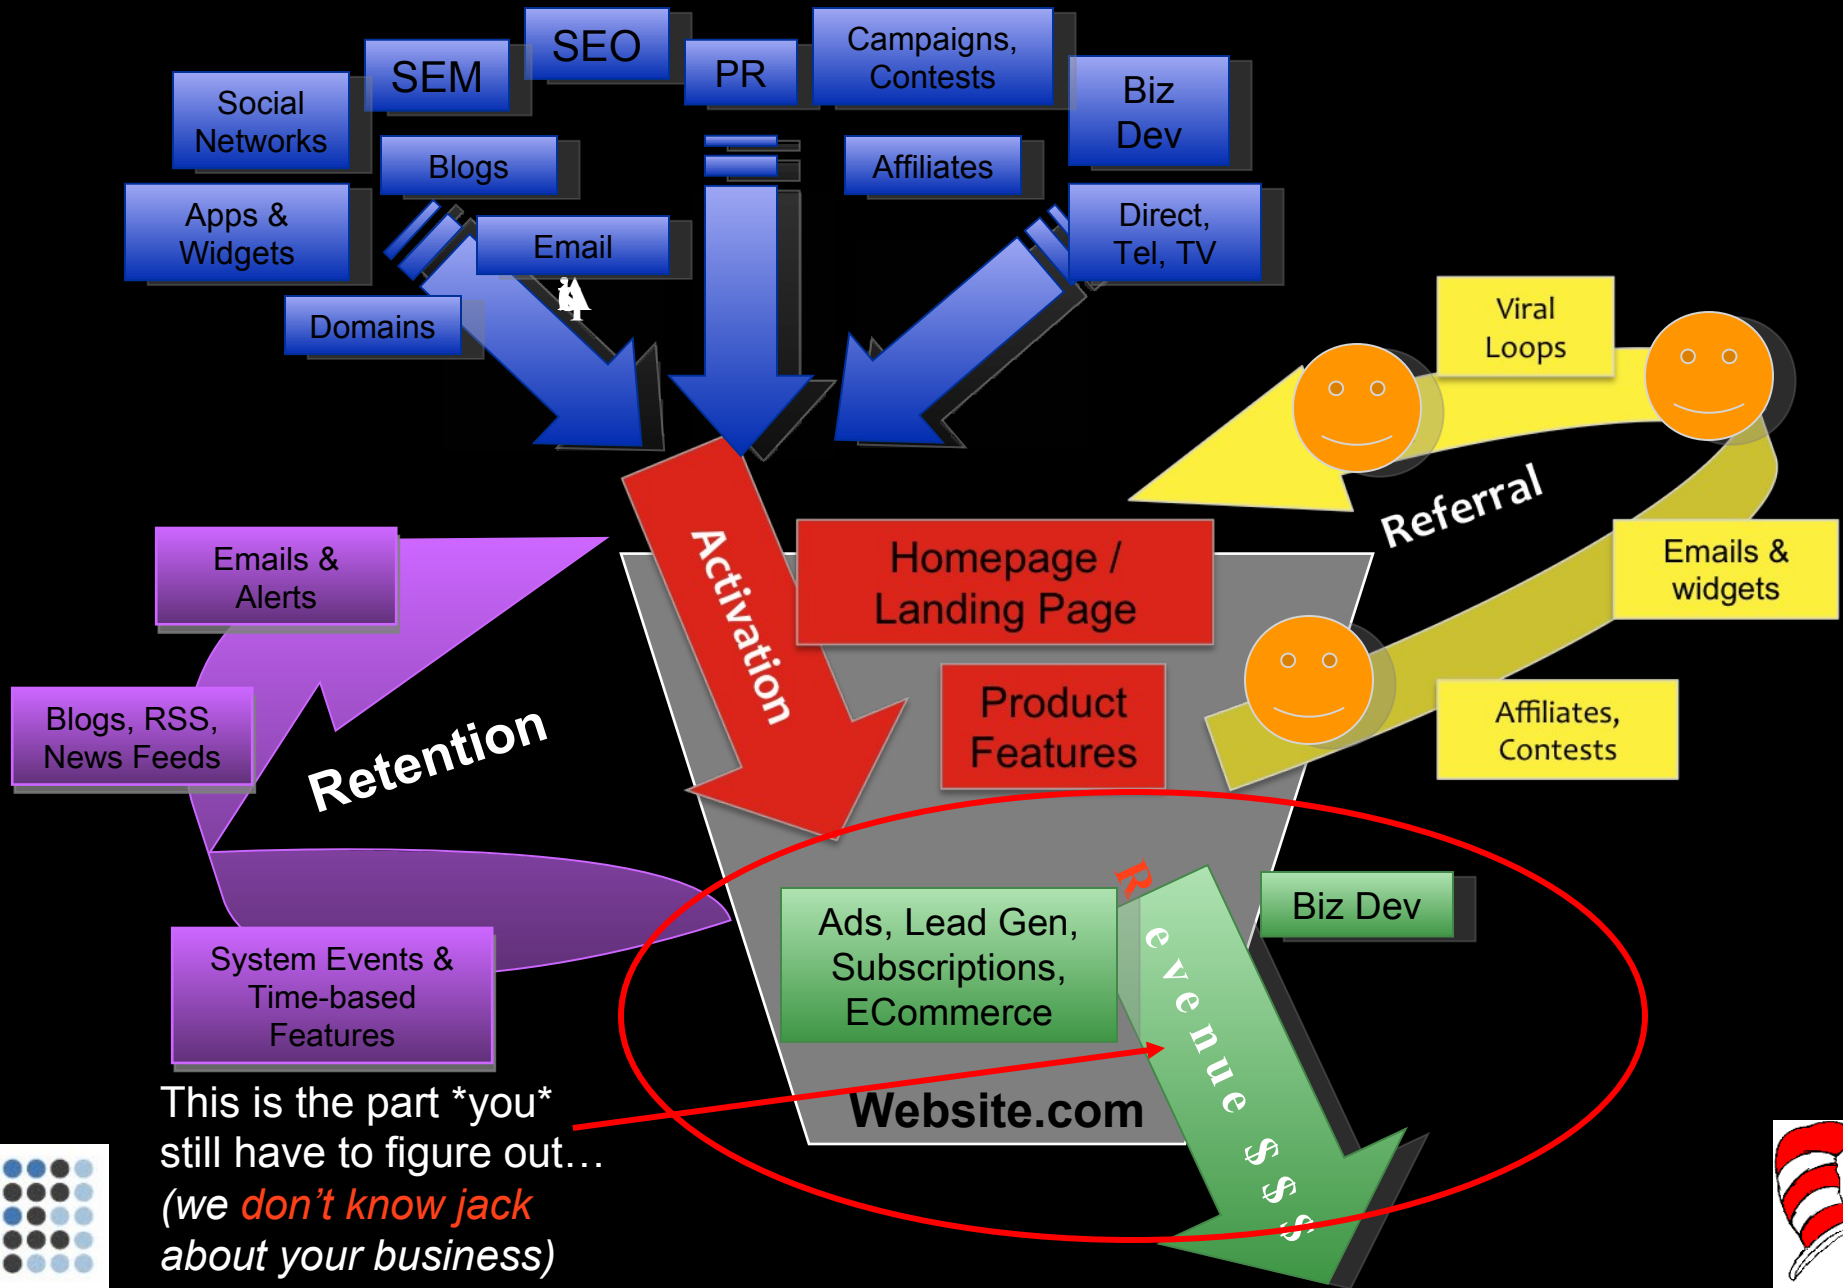 SEO
Campaigns,
Contests
SEM
PR
Biz
Dev
Social
Networks
Blogs
Affiliates
Apps &
Widgets
Email
Direct,
Tel, TV
Domains
Viral
Loops
Referral
Emails &
widgets
Affiliates,
Contests
Activation
Homepage /
Landing Page
Product
Features
Emails &
Alerts
Blogs, RSS,
News Feeds
Retention
System Events &
Time-based
Features
Ads, Lead Gen,
Subscriptions,
ECommerce
Revenue $$$
Biz Dev
Website.com
This is the part *you*
still have to figure out…
(we don’t know jack
about your business)